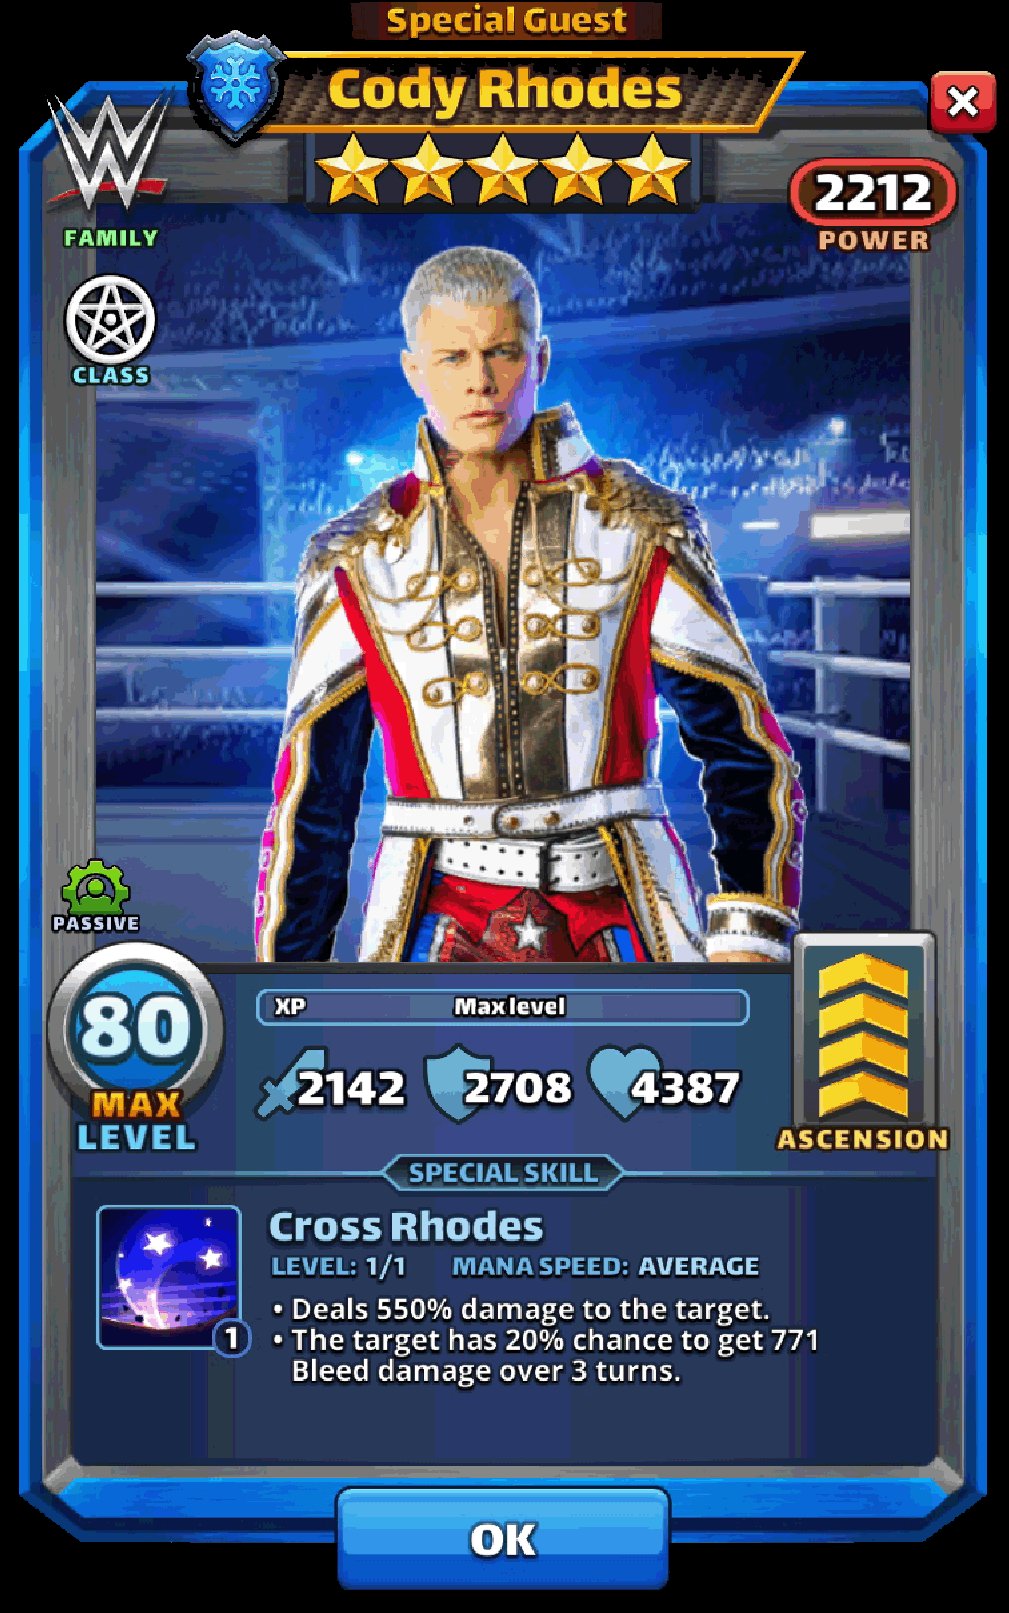 Special Guest
Cody Rhodes
W
FAMILY
2212
POWER
CLASS
PASSIVE
80
MAX
LEVEL
XP Max level
2142 2708 4387
ASCENSION
SPECIAL SKILL
Cross Rhodes
LEVEL: 1/1 MANA SPEED: AVERAGE
1
• Deals 550% damage to the target.
• The target has 20% chance to get 771
Bleed damage over 3 turns.
OK